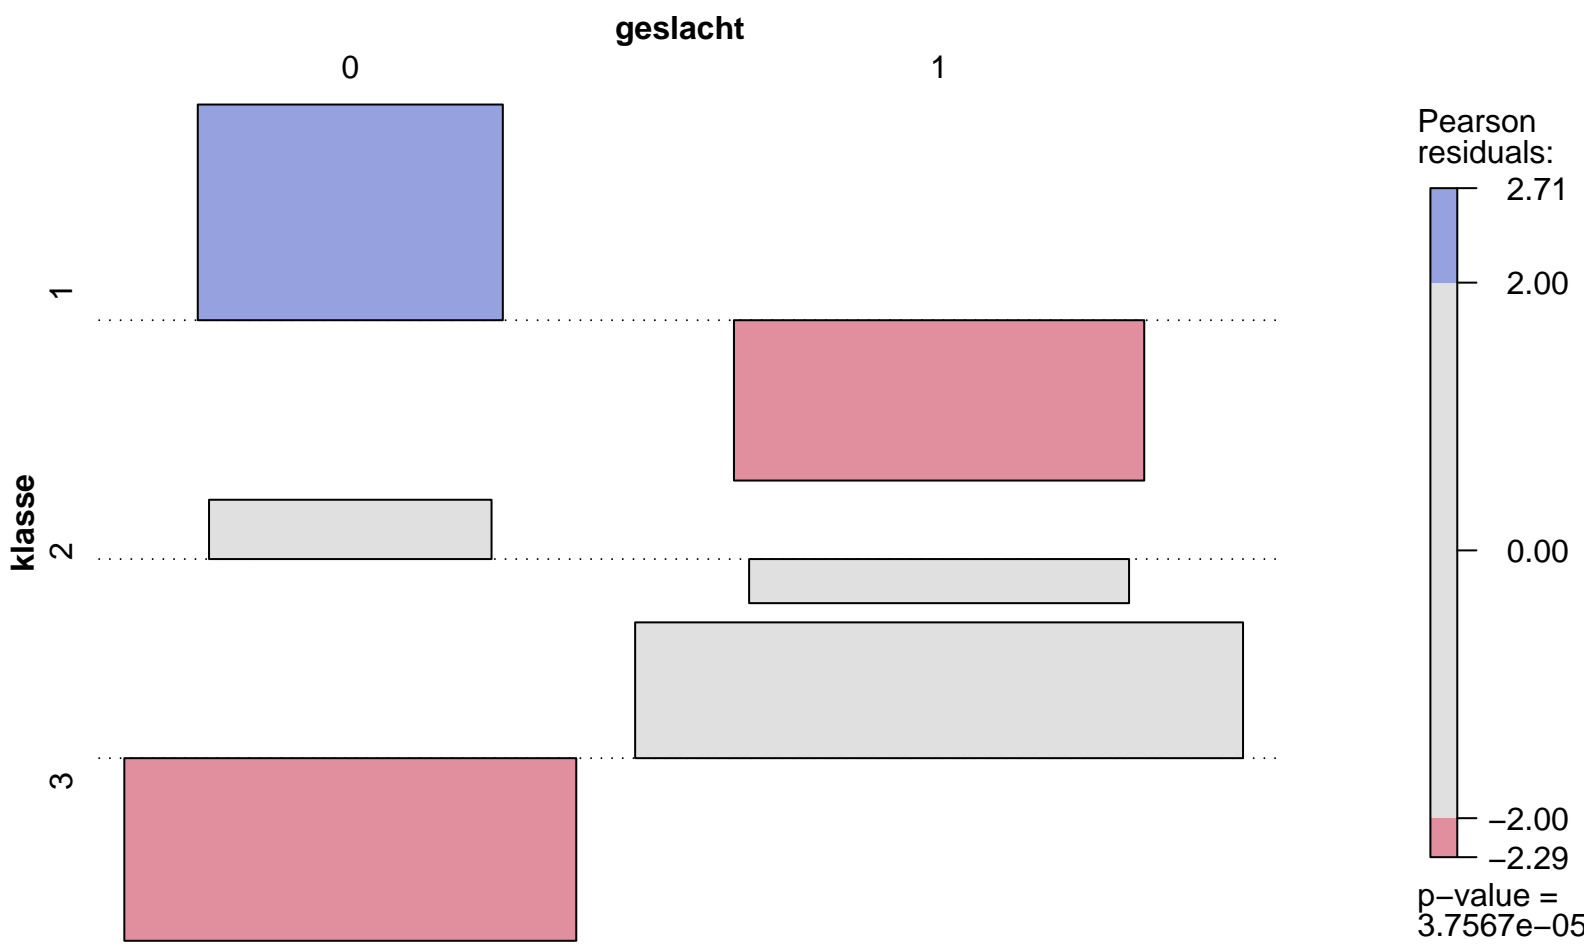 geslacht
0 1
klasse
1
2
3
Pearson
residuals:
2.71
2.00
0.00
−2.00
−2.29
p−value =
3.7567e−05